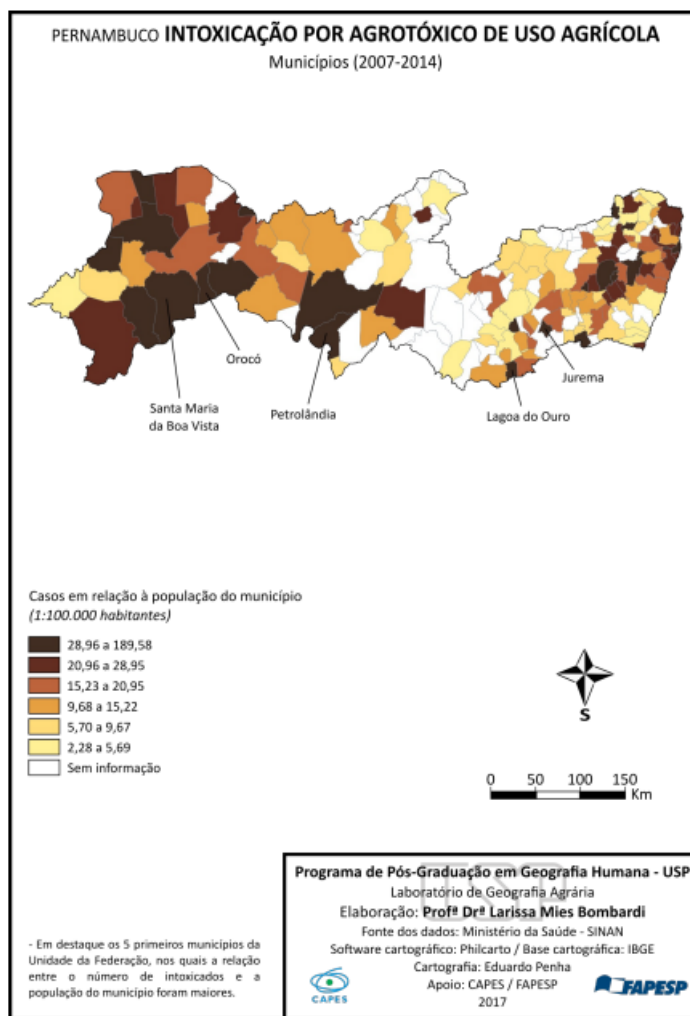 PERNAMBUCO INTOXICAÇÃO POR AGROTÓXICO DE USO AGRÍCOLA
Municípios (2007-2014)
Orocó
Santa Maria
da Boa Vista
Petrolândia
Jurema
Lagoa do Ouro
Casos em relação à população do município
(1:100.000 habitantes)
28,96 a 189,58
20,96 a 28,95
15,23 a 20,95
9,68 a 15,22
5,70 a 9,67
2,28 a 5,69
Sem informação
S
0 50 100 150
Km
- Em destaque os 5 primeiros municípios da
Unidade da Federação, nos quais a relação
entre o número de intoxicados e a
população do município foram maiores.
USP
Programa de Pós-Graduação em Geografia Humana - USP
Laboratório de Geografia Agrária
Elaboração: Profª Drª Larissa Mies Bombardi
Fonte dos dados: Ministério da Saúde - SINAN
Software cartográfico: Philcarto / Base cartográfica: IBGE
Cartografia: Eduardo Penha
Apoio: CAPES / FAPESP
2017
CAPES
FAPESP